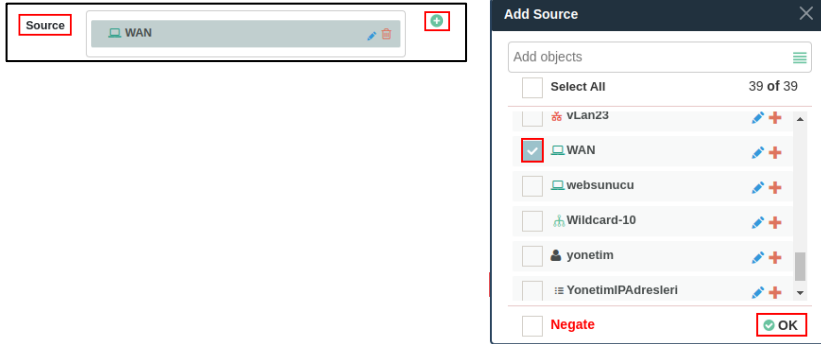 Source
WAN
Add Source
Add objects
Select All
39 of 39
vLan23
WAN
websunucu
Wildcard-10
yonetim
YonetimIPAdresleri
Negate
OK